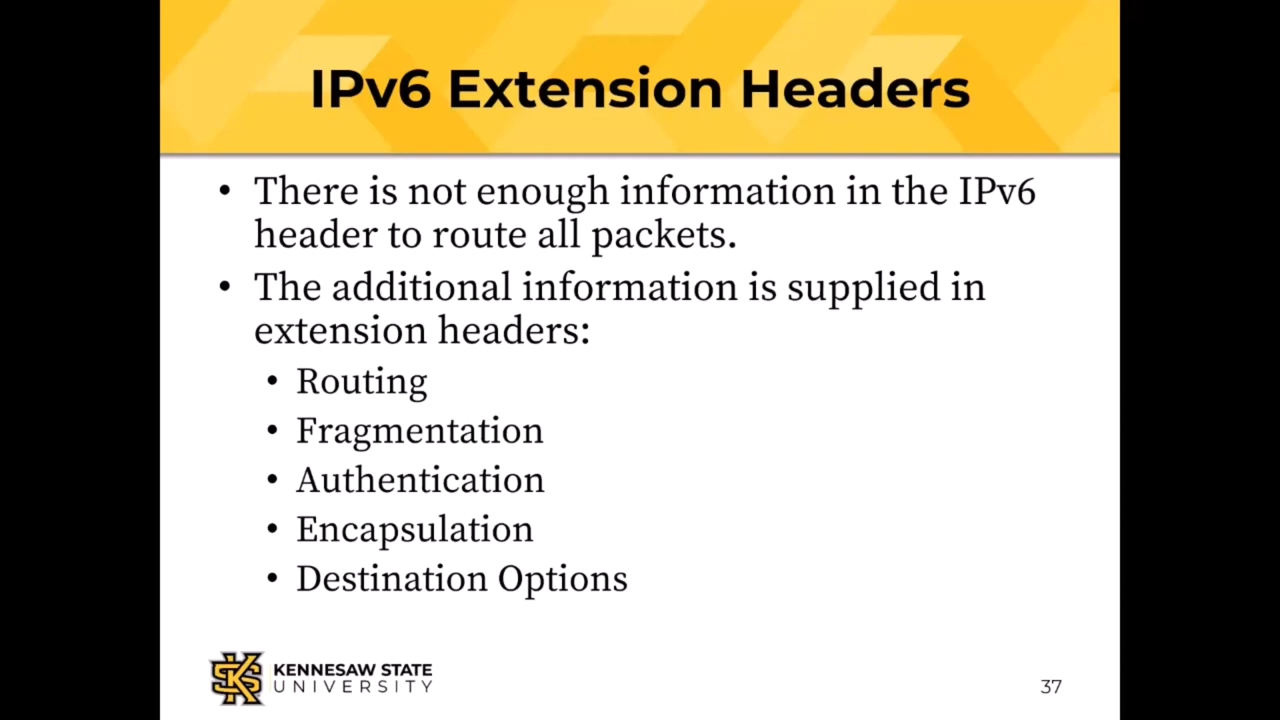 IPv6 Extension Headers
• There is not enough information in the IPv6
header to route all packets.
• The additional information is supplied in
extension headers:
• Routing
• Fragmentation
• Authentication
• Encapsulation
• Destination Options
KENNESAW STATE
UNIVERSITY
37